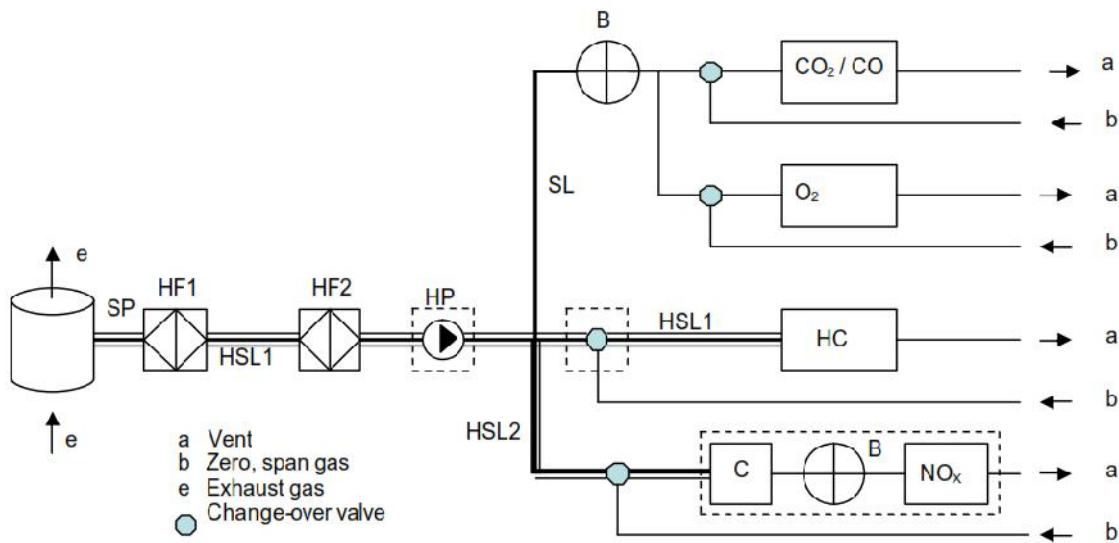 B
CO₂ / CO
a
b
SL
O₂
a
b
e
SP
HF1
HF2
HP
HSL1
HSL1
HC
a
b
e
HSL2
a Vent
b Zero, span gas
e Exhaust gas
Change-over valve
C
B
NOₓ
a
b